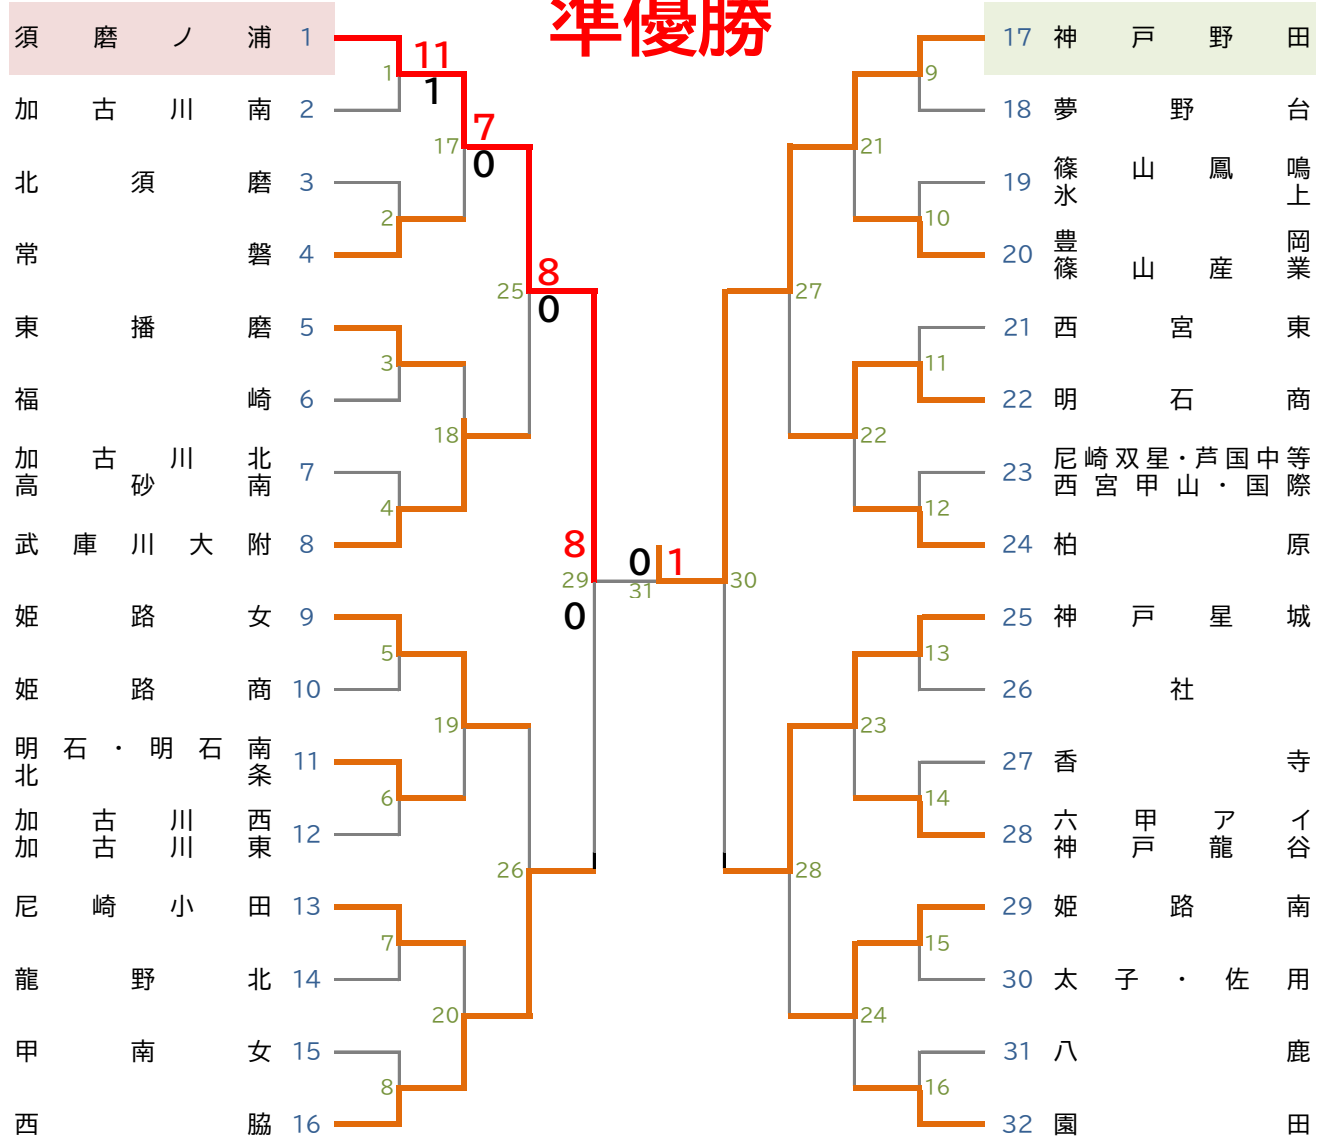 準優勝
須磨ノ浦 1
加古川南 2
北須磨 3
常磐 4
東播磨 5
福崎 6
加古川北
高砂南 7
武庫川大附 8
姫路女 9
姫路商 10
明石・明石南
北条 11
加古川西
加古川東 12
尼崎小田 13
龍野北 14
甲南女 15
西脇 16
1
2
3
4
5
6
7
8
11
1
17
18
19
20
7
0
25
26
8
0
8
29
0
0
1
31
30
27
28
21
22
23
24
9
10
11
12
13
14
15
16
17 神戸野田
18 夢野台
19 篠山鳳鳴
氷上
20 豊岡
篠山産業
21 西宮東
22 明石商
23 尼崎双星・芦国中等
西宮甲山・国際
24 柏原
25 神戸星城
26 社
27 香寺
28 六甲アイ
神戸龍谷
29 姫路南
30 太子・佐用
31 八鹿
32 園田